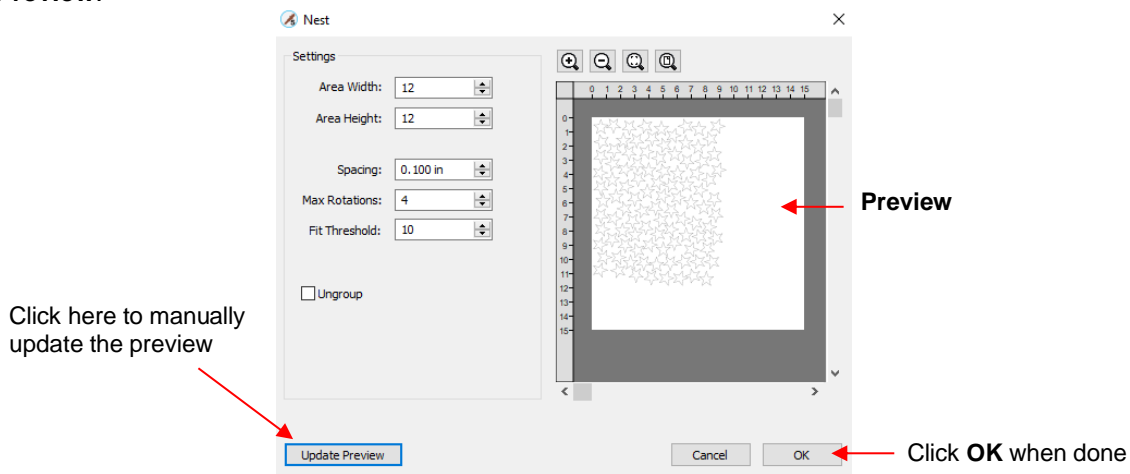 Nest
Settings
Area Width: 12
Area Height: 12
Spacing: 0.100 in
Max Rotations: 4
Fit Threshold: 10
Ungroup
0 1 2 3 4 5 6 7 8 9 10 11 12 13 14 15
0
1
2
3
4
5
6
7
8
9
10
11
12
13
14
15
Preview
Click here to manually
update the preview
Update Preview
Cancel
OK
Click OK when done